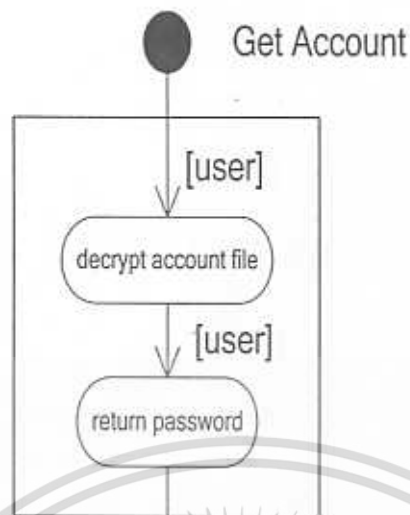 Get Account
[user]
decrypt account file
[user]
return password